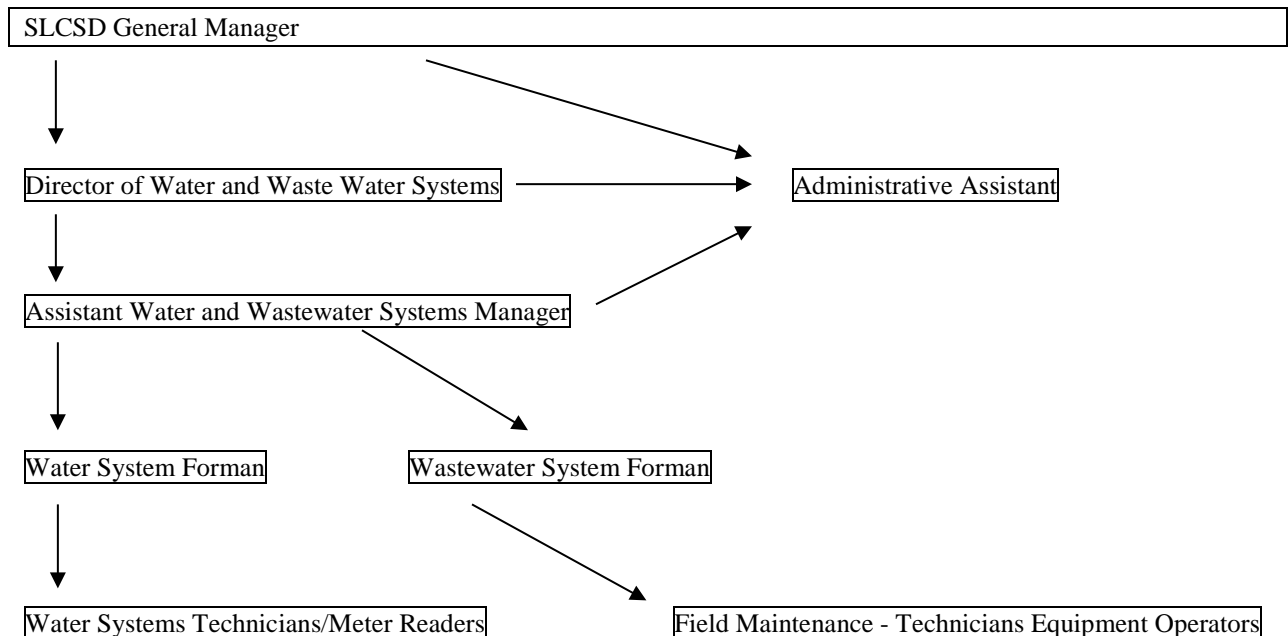 SLCSD General Manager
Director of Water and Waste Water Systems
Administrative Assistant
Assistant Water and Wastewater Systems Manager
Water System Forman
Wastewater System Forman
Water Systems Technicians/Meter Readers
Field Maintenance - Technicians Equipment Operators